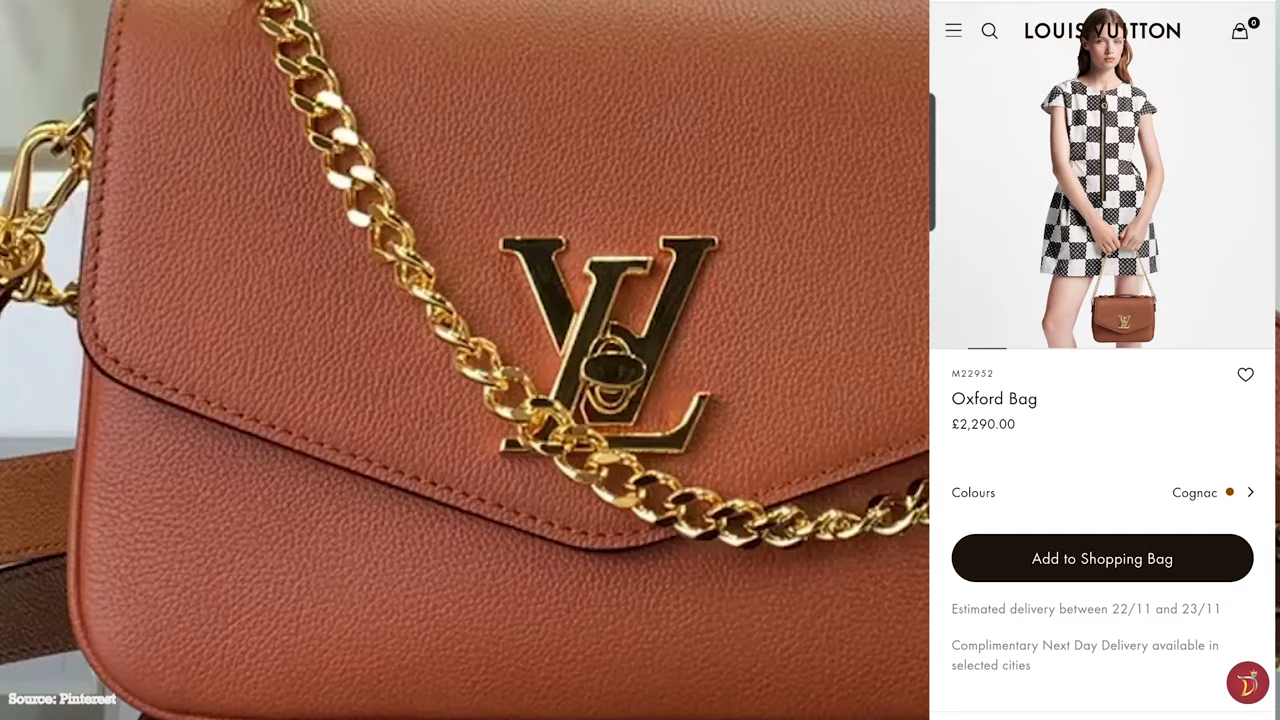 LV
Source: Pinterest
LOUIS VUITTON
0
M22952
Oxford Bag
£2,290.00
Colours
Cognac
Add to Shopping Bag
Estimated delivery between 22/11 and 23/11
Complimentary Next Day Delivery available in
selected cities